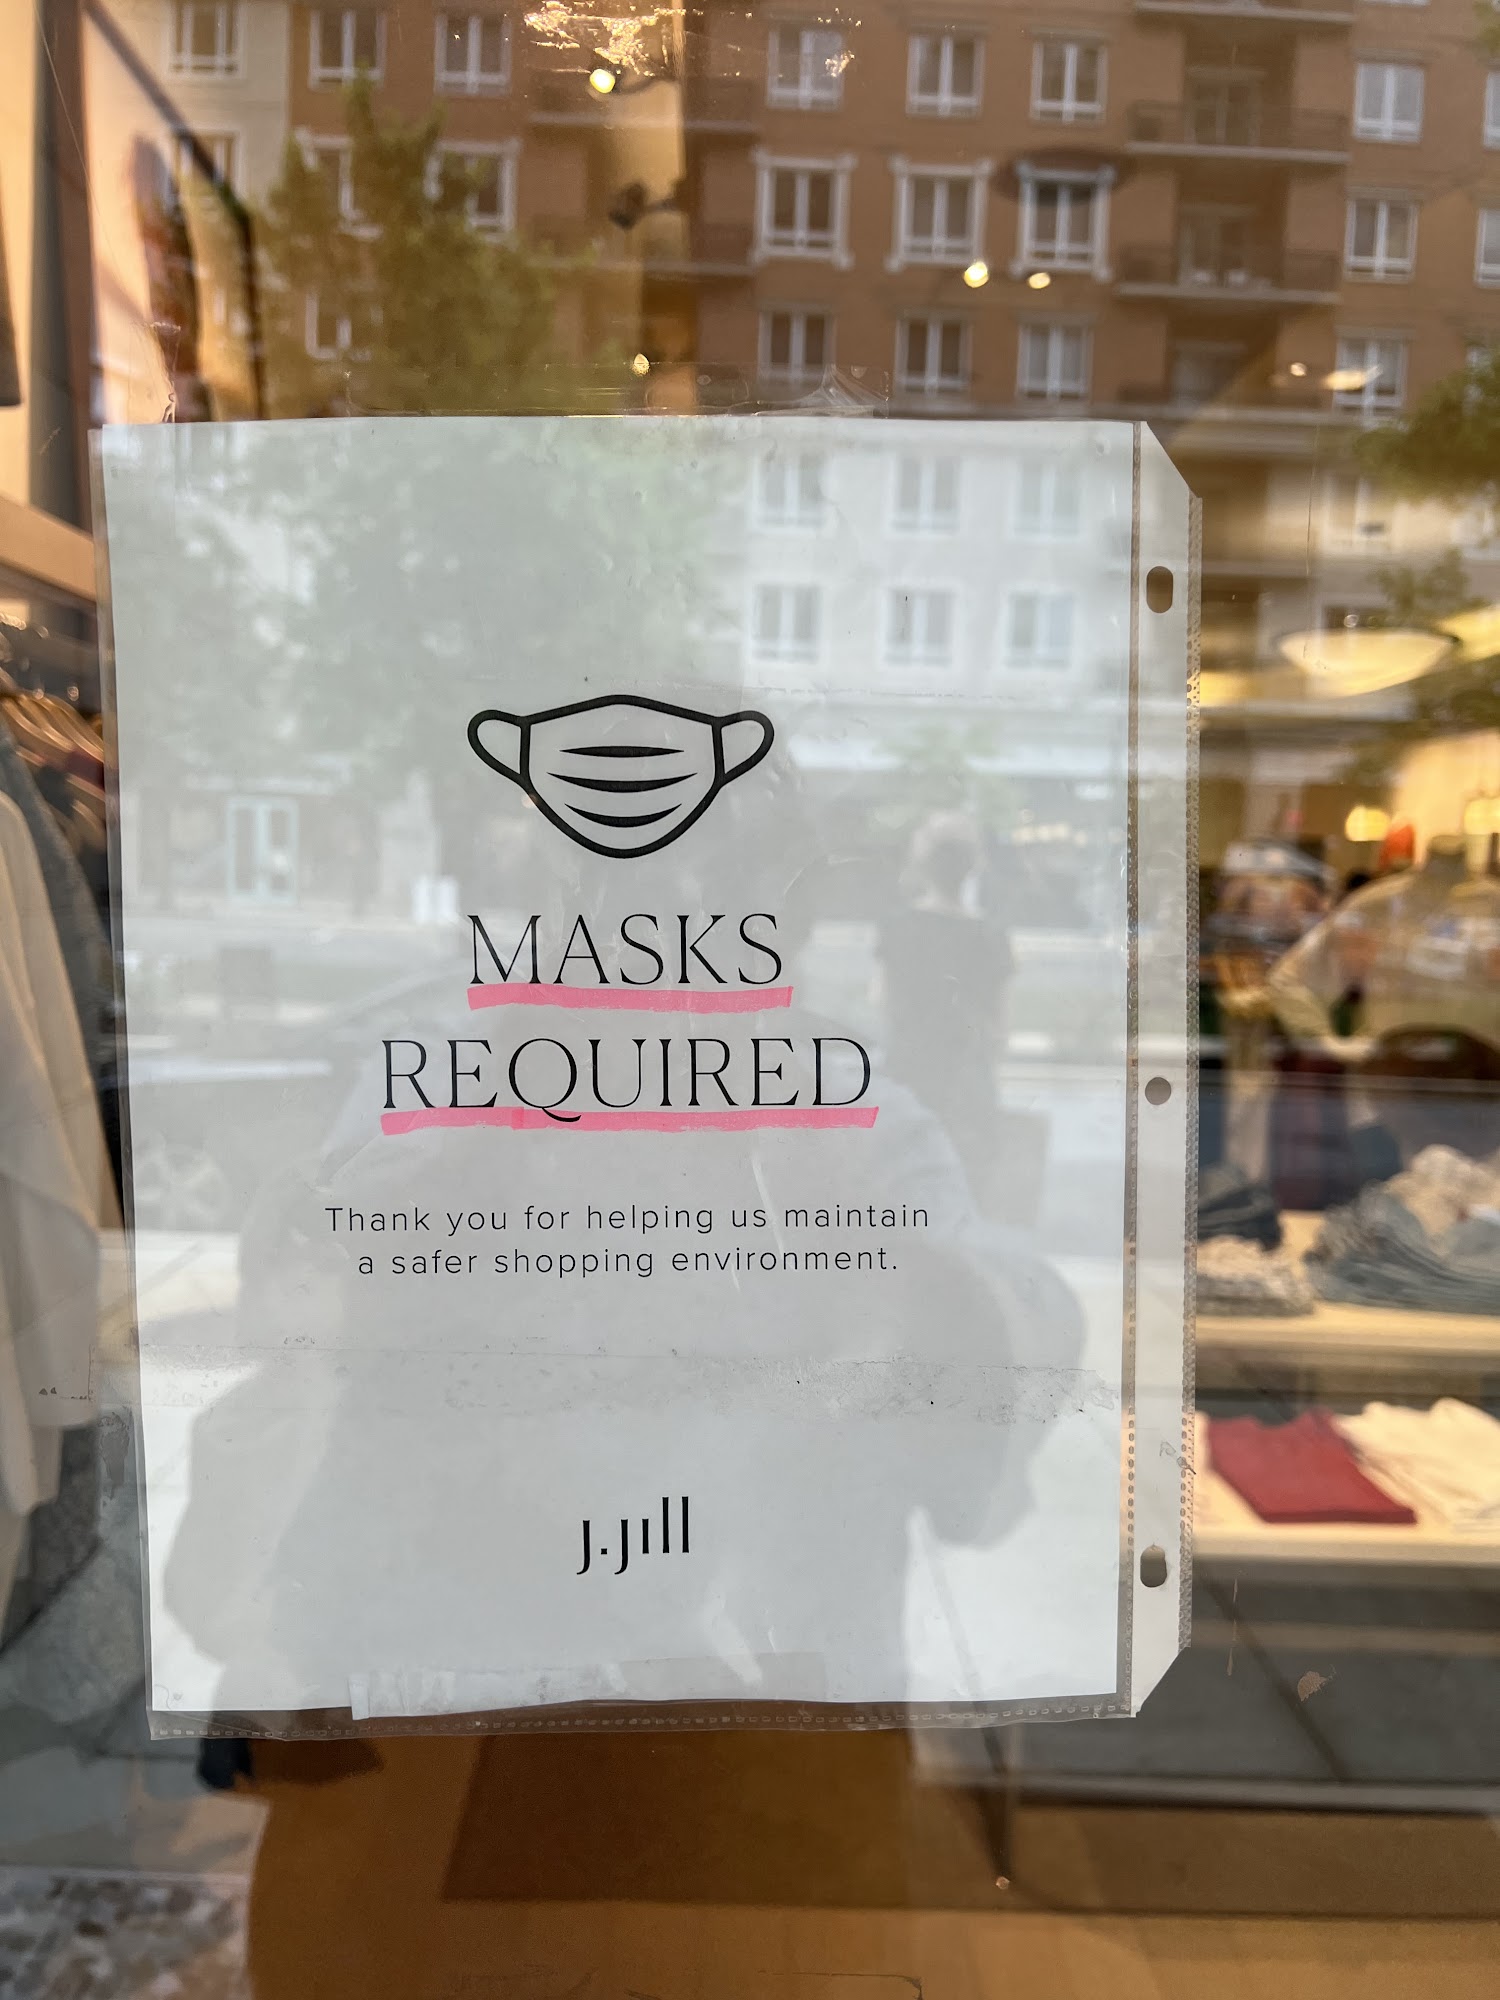 MASKS
REQUIRED
Thank you for helping us maintain
a safer shopping environment.
J.Jill